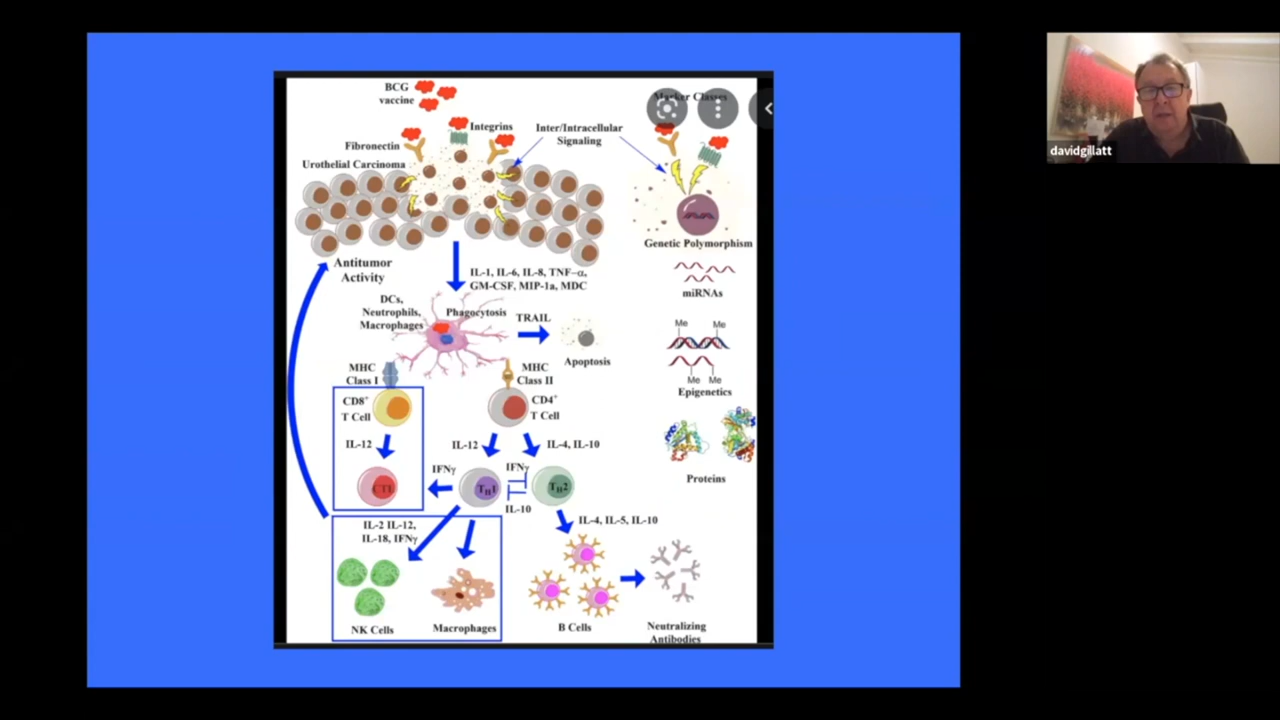 BCG
vaccine
Marker Classes
Integrins
Inter/Intracellular
Signaling
Fibronectin
Urothelial Carcinoma
davidgillatt
Genetic Polymorphism
Antitumor
Activity
IL-1, IL-6, IL-8, TNF-α,
GM-CSF, MIP-1a, MDC
miRNAs
DCs,
Neutrophils,
Macrophages
Phagocytosis
TRAIL
Apoptosis
Me Me
Me Me
Epigenetics
MHC
Class I
MHC
Class II
CD8+
T Cell
CD4+
T Cell
IL-12
IL-12
IL-4, IL-10
Proteins
IFNγ
IFNγ
CTL
TH1
TH2
IL-10
IL-2 IL-12,
IL-18, IFNγ
IL-4, IL-5, IL-10
NK Cells
Macrophages
B Cells
Neutralizing
Antibodies